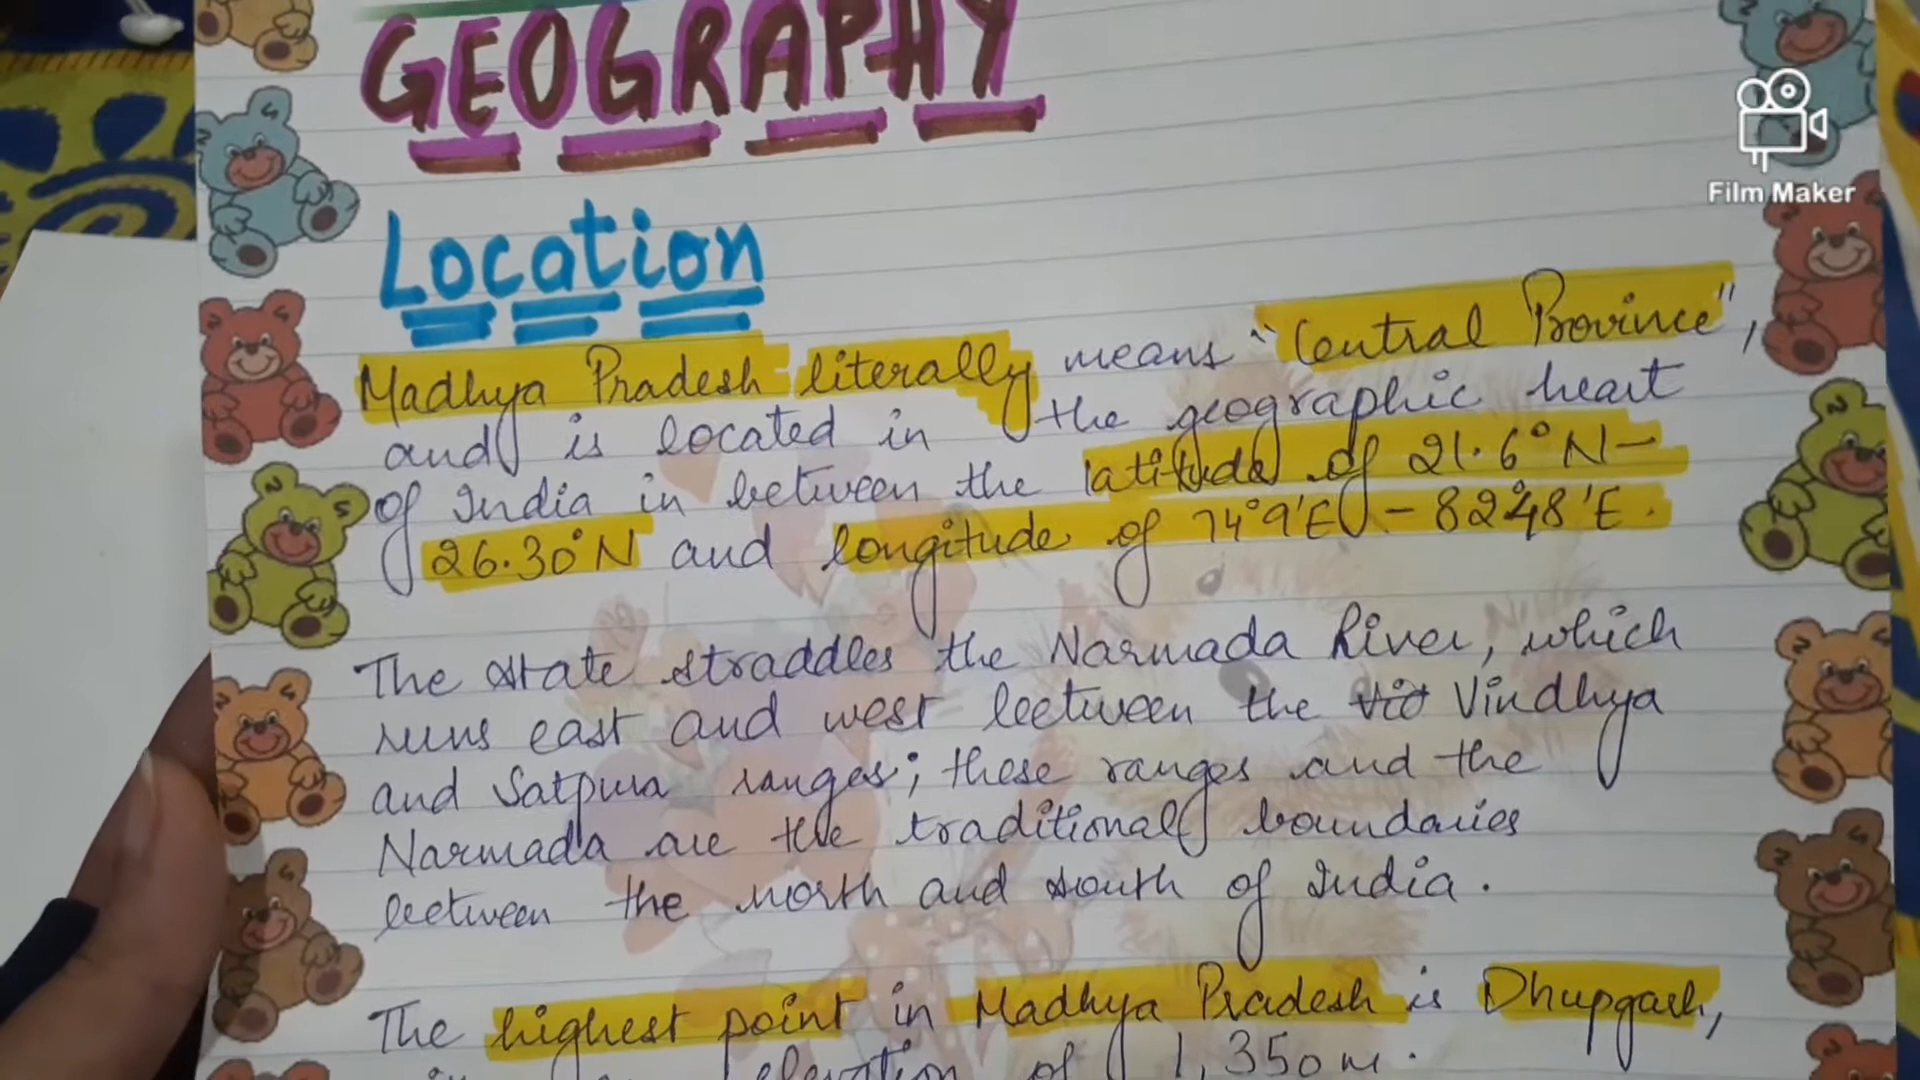 GEOGRAPHY
Film Maker
Location
Madhya Pradesh literally means "Central Province",
and is located in the geographic heart
of India in between the latitude of 21.6°N-
26.30°N and longitude of 74°9'E - 82°48'E.
The state straddles the Narmada River, which
runs east and west between the Vindhya
and Satpura ranges; these ranges and the
Narmada are the traditional boundaries
between the north and south of India.
The highest point in Madhya Pradesh is Dhupgarh,
elevation of 1,350m.